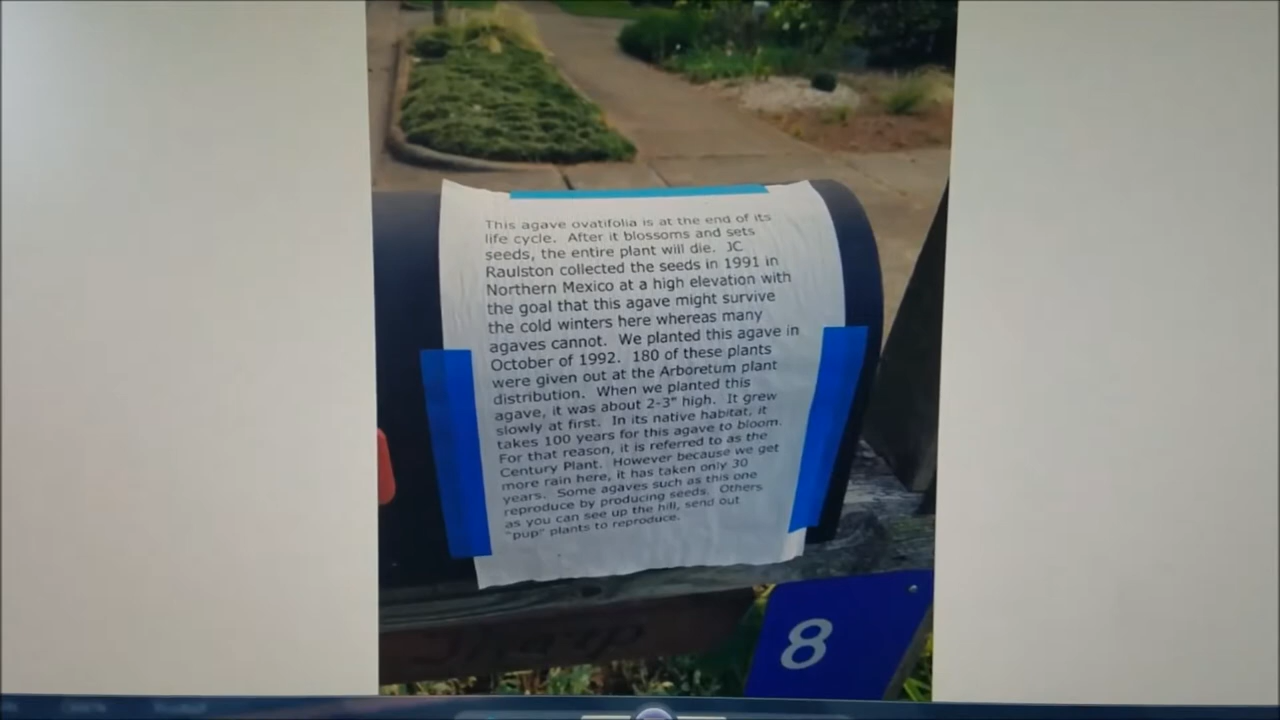 This agave ovatifolia is at the end of its
life cycle.  After it blossoms and sets
seeds, the entire plant will die.  JC
Raulston collected the seeds in 1991 in
Northern Mexico at a high elevation with
the goal that this agave might survive
the cold winters here whereas many
agaves cannot.  We planted this agave in
October of 1992.  180 of these plants
were given out at the Arboretum plant
distribution.  When we planted this
agave, it was about 2-3" high.  It grew
slowly at first.  In its native habitat, it
takes 100 years for this agave to bloom.
For that reason, it is referred to as the
Century Plant.  However because we get
more rain here, it has taken only 30
years.  Some agaves such as this one
reproduce by producing seeds.  Others
as you can see up the hill, send out
"pup" plants to reproduce.
8